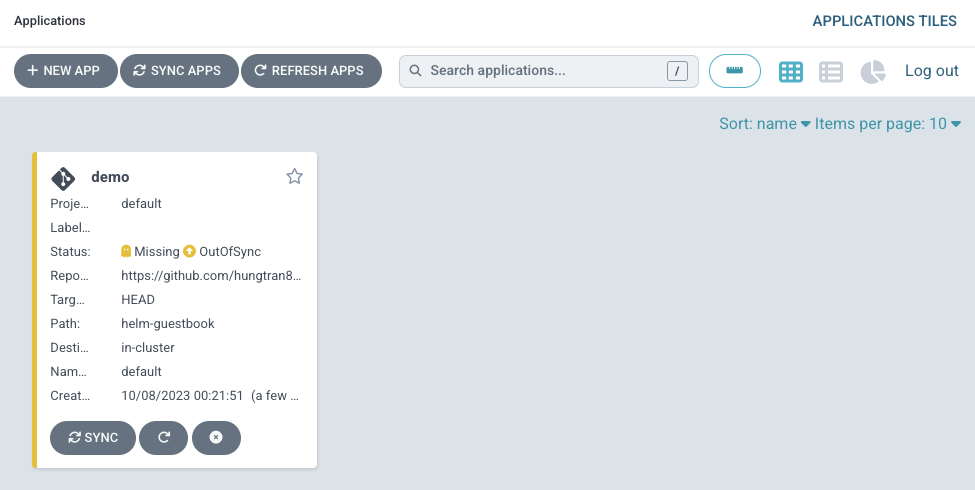 Applications
APPLICATIONS TILES
NEW APP
SYNC APPS
REFRESH APPS
Search applications...
/
Log out
Sort: name
Items per page: 10
demo
Proje... default
Label...
Status: Missing OutOfSync
Repo... https://github.com/hungtran8...
Targ... HEAD
Path: helm-guestbook
Desti... in-cluster
Nam... default
Creat... 10/08/2023 00:21:51 (a few ...
SYNC